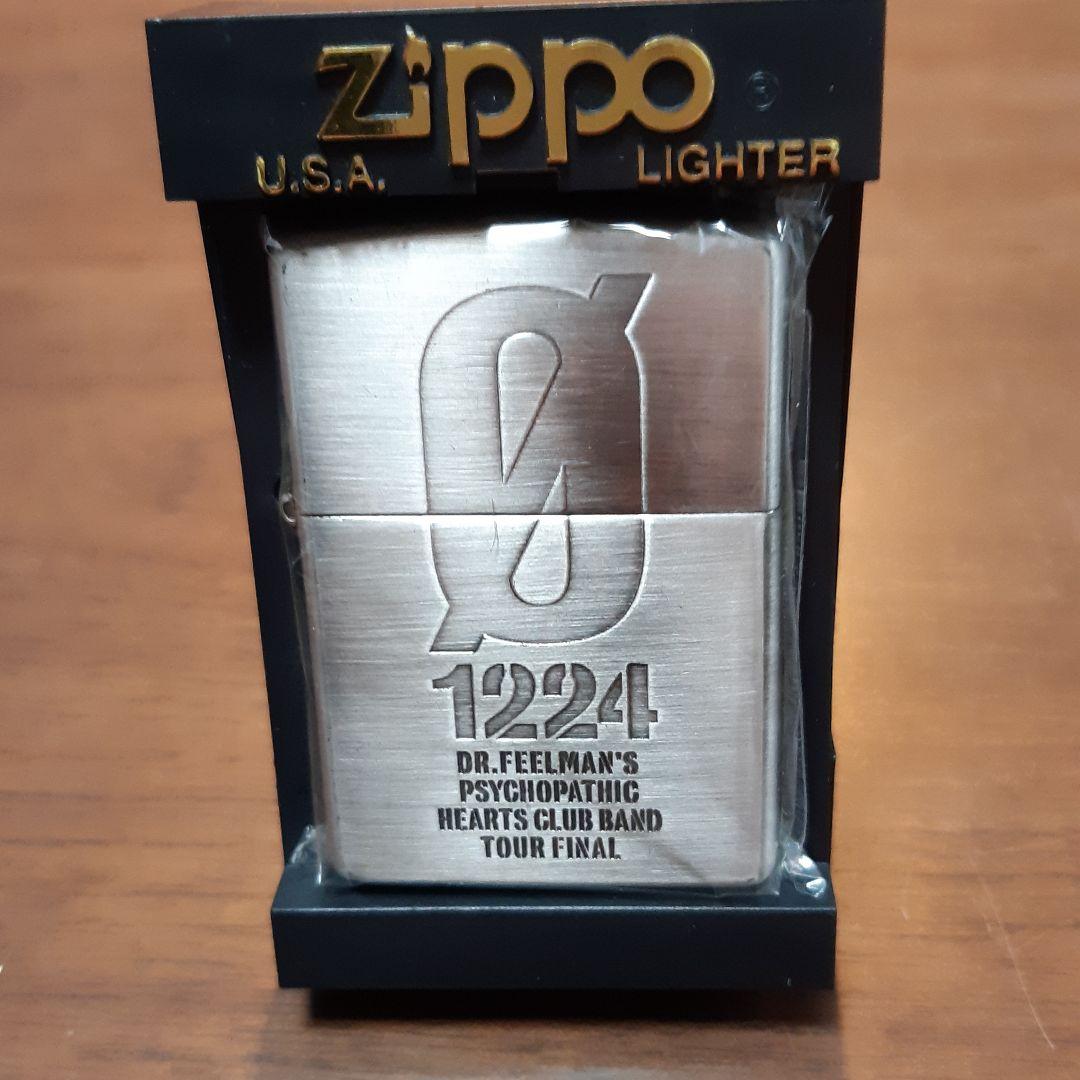 Zippo
®
U.S.A. LIGHTER
Ø
1224
DR.FEELMAN'S
PSYCHOPATHIC
HEARTS CLUB BAND
TOUR FINAL